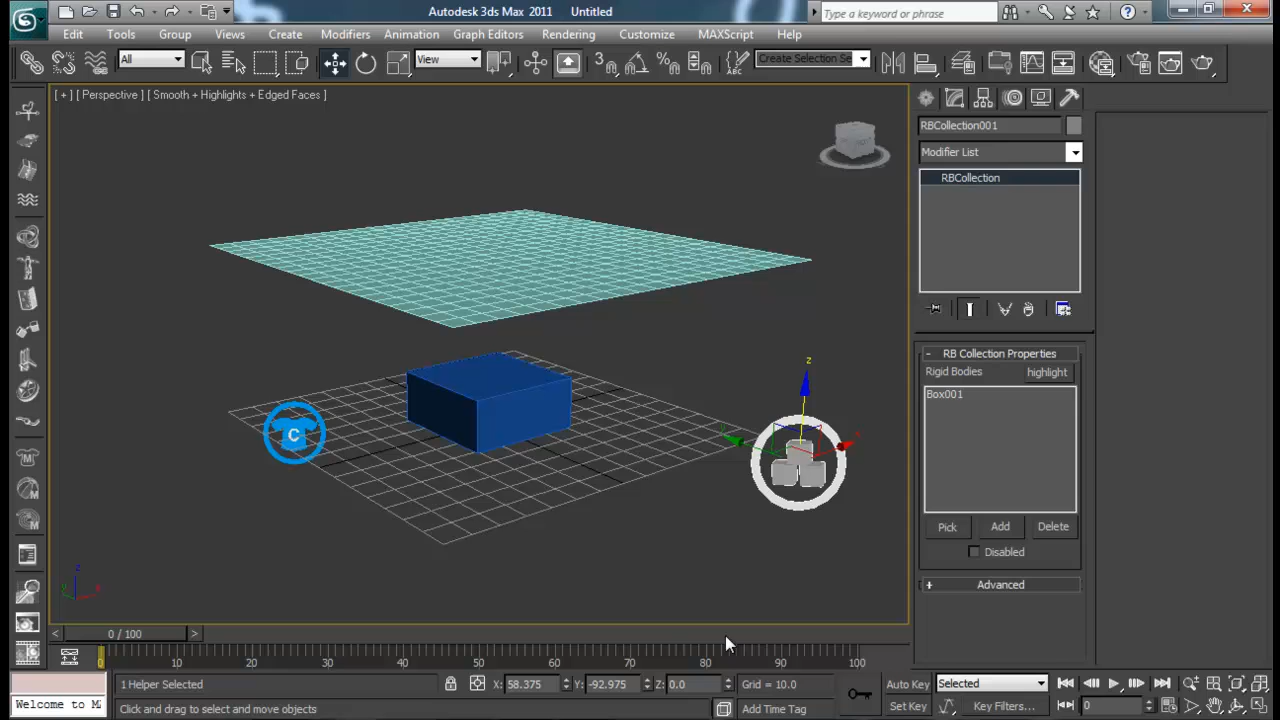 Autodesk 3ds Max 2011 Untitled
Type a keyword or phrase
Edit Tools Group Views Create Modifiers Animation Graph Editors Rendering Customize MAXScript Help
All
View
3
Create Selection Se
[ + ] [ Perspective ] [ Smooth + Highlights + Edged Faces ]
RBCollection001
Modifier List
RBCollection
- RB Collection Properties
Rigid Bodies highlight
Box001
Pick Add Delete
Disabled
+ Advanced
z
x
y
C
z
x
y
< 0 / 100 >
0 10 20 30 40 50 60 70 80 90 100
1 Helper Selected
X: 58.375 Y: -92.975 Z: 0.0 Grid = 10.0
Auto Key Selected
Welcome to MA
Click and drag to select and move objects
Add Time Tag
Set Key Key Filters... 0